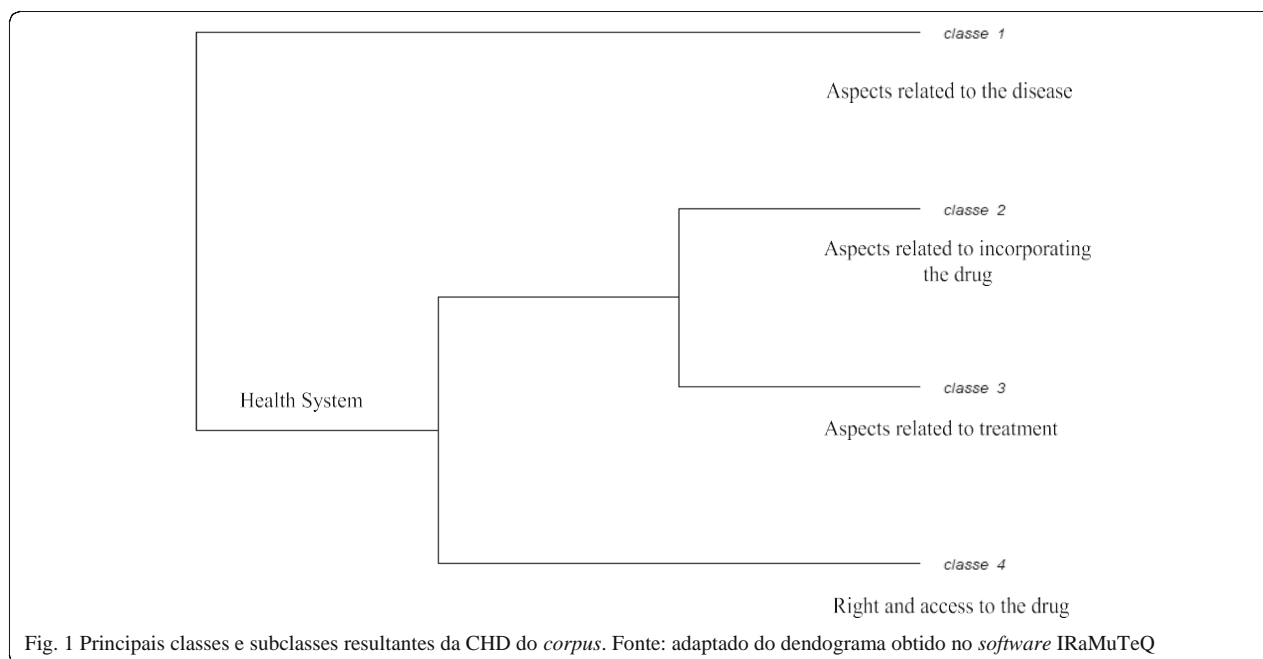 classe 1
Aspects related to the disease
classe 2
Aspects related to incorporating
the drug
classe 3
Health System
Aspects related to treatment
classe 4
Right and access to the drug
Fig. 1 Principais classes e subclasses resultantes da CHD do corpus. Fonte: adaptado do dendograma obtido no software IRaMuTeQ